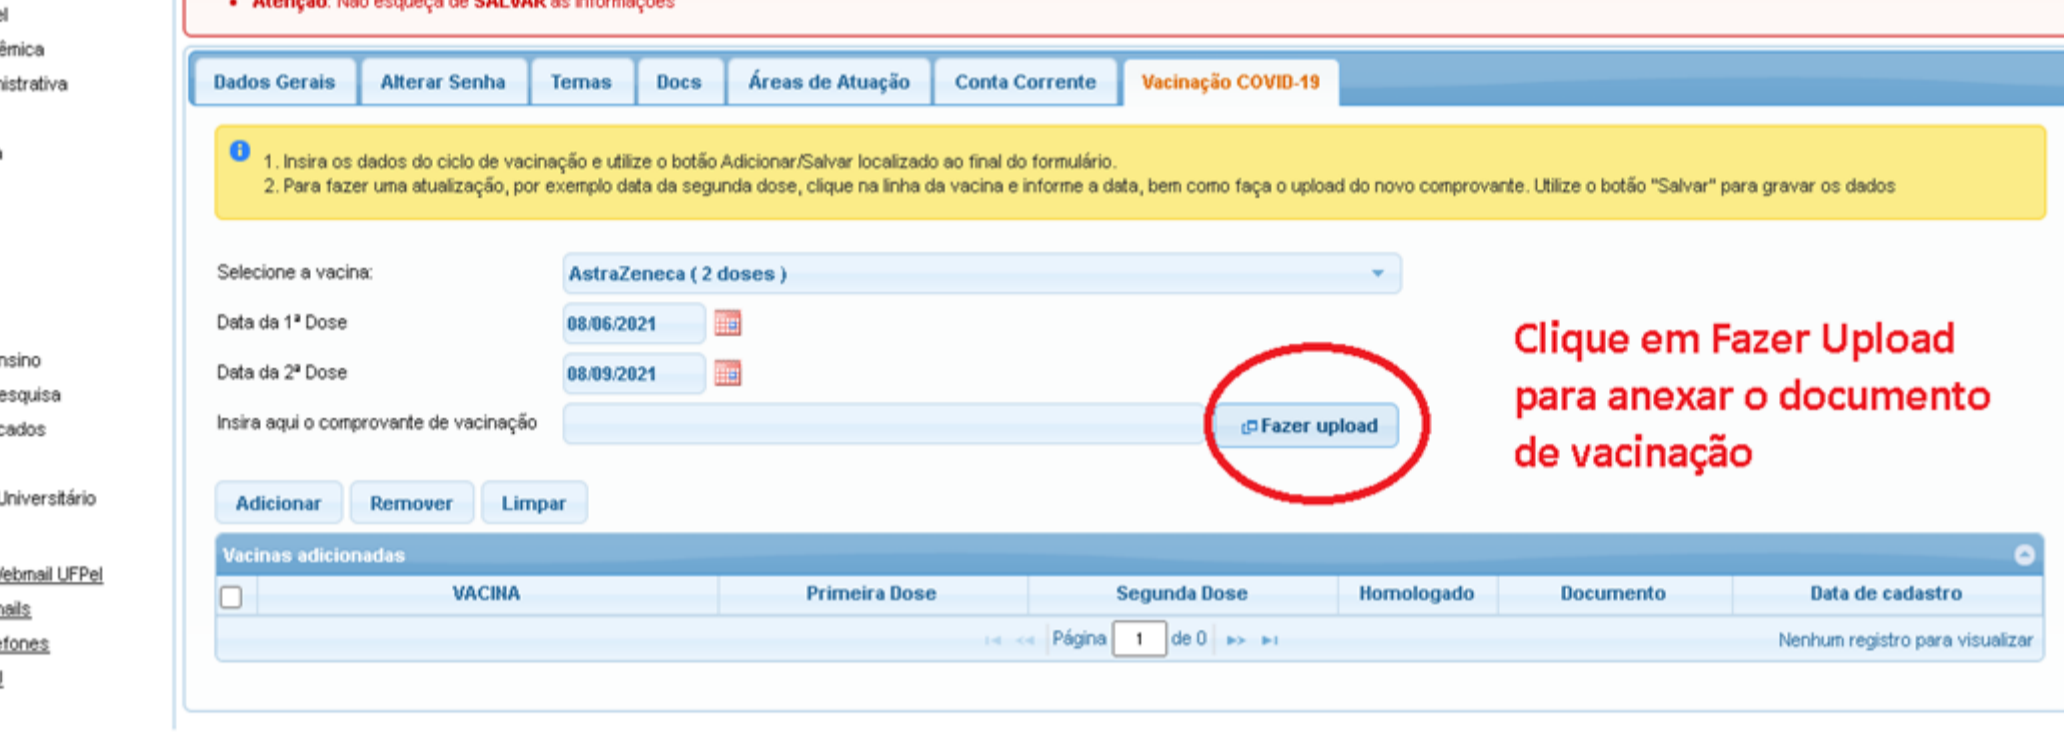 Atenção: Não esqueça de SALVAR as informações
êmica
nistrativa
Dados Gerais
Alterar Senha
Temas
Docs
Áreas de Atuação
Conta Corrente
Vacinação COVID-19
1. Insira os dados do ciclo de vacinação e utilize o botão Adicionar/Salvar localizado ao final do formulário.
2. Para fazer uma atualização, por exemplo data da segunda dose, clique na linha da vacina e informe a data, bem como faça o upload do novo comprovante. Utilize o botão "Salvar" para gravar os dados
Selecione a vacina:
AstraZeneca ( 2 doses )
Data da 1ª Dose
08/06/2021
Data da 2ª Dose
08/09/2021
Insira aqui o comprovante de vacinação
Fazer upload
Clique em Fazer Upload
para anexar o documento
de vacinação
nsino
esquisa
cados
Universitário
Webmail UFPel
nails
efones
Adicionar
Remover
Limpar
Vacinas adicionadas
VACINA
Primeira Dose
Segunda Dose
Homologado
Documento
Data de cadastro
Página 1 de 0
Nenhum registro para visualizar